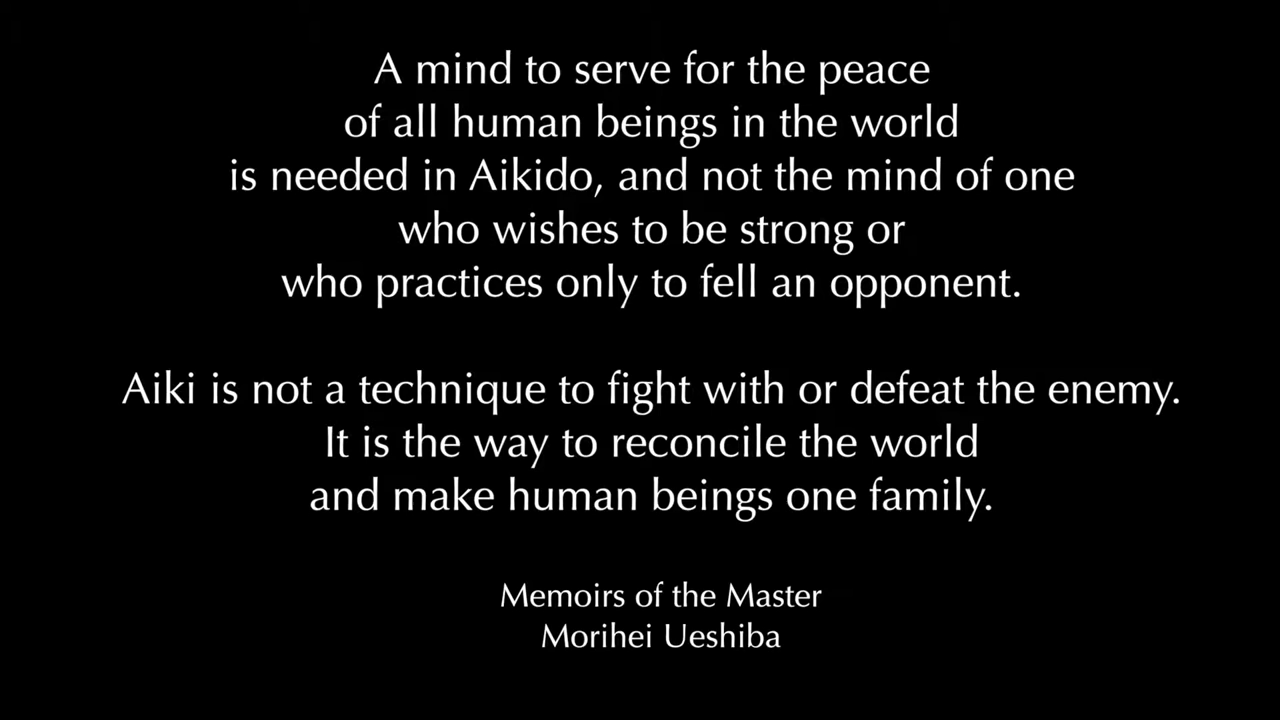 A mind to serve for the peace
of all human beings in the world
is needed in Aikido, and not the mind of one
who wishes to be strong or
who practices only to fell an opponent.
Aiki is not a technique to fight with or defeat the enemy.
It is the way to reconcile the world
and make human beings one family.
Memoirs of the Master
Morihei Ueshiba